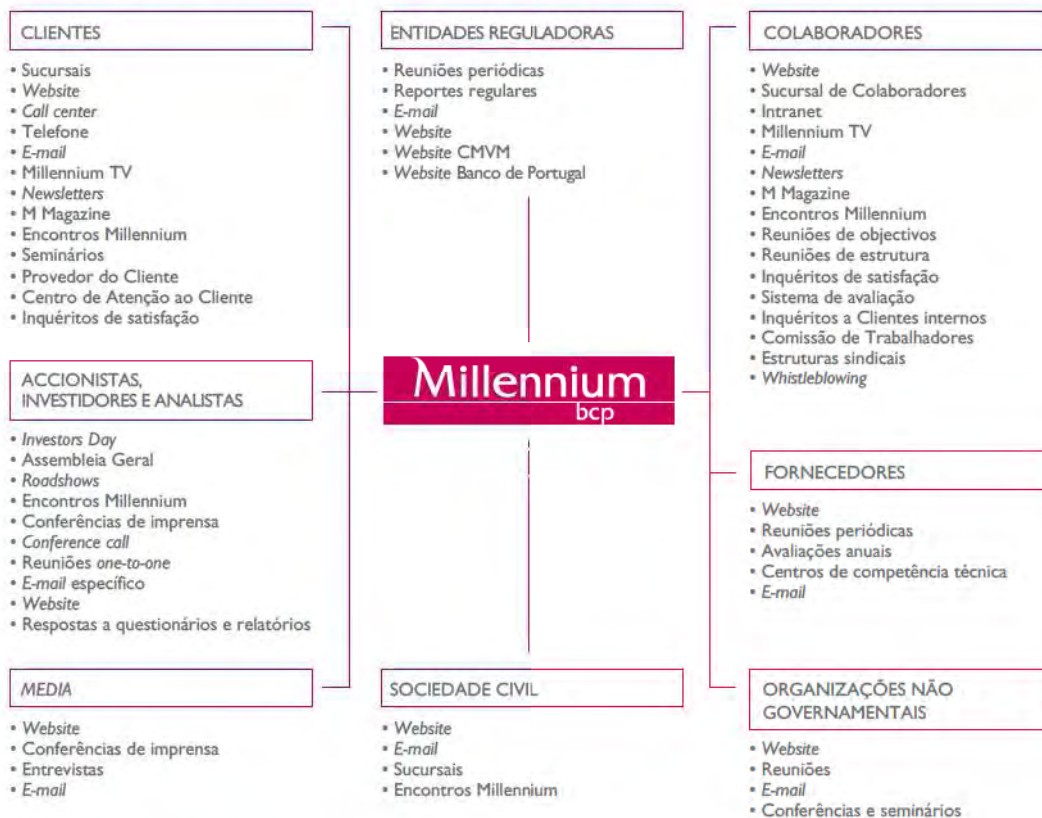 CLIENTES
• Sucursais
• Website
• Call center
• Telefone
• E-mail
• Millennium TV
• Newsletters
• M Magazine
• Encontros Millennium
• Seminários
• Provedor do Cliente
• Centro de Atenção ao Cliente
• Inquéritos de satisfação
ENTIDADES REGULADORAS
• Reuniões periódicas
• Reportes regulares
• E-mail
• Website
• Website CMVM
• Website Banco de Portugal
COLABORADORES
• Website
• Sucursal de Colaboradores
• Intranet
• Millennium TV
• E-mail
• Newsletters
• M Magazine
• Encontros Millennium
• Reuniões de objectivos
• Reuniões de estrutura
• Inquéritos de satisfação
• Sistema de avaliação
• Inquéritos a Clientes internos
• Comissão de Trabalhadores
• Estruturas sindicais
• Whistleblowing
ACCIONISTAS,
INVESTIDORES E ANALISTAS
• Investors Day
• Assembleia Geral
• Roadshows
• Encontros Millennium
• Conferências de imprensa
• Conference call
• Reuniões one-to-one
• E-mail específico
• Website
• Respostas a questionários e relatórios
Millennium
bcp
FORNECEDORES
• Website
• Reuniões periódicas
• Avaliações anuais
• Centros de competência técnica
• E-mail
MEDIA
• Website
• Conferências de imprensa
• Entrevistas
• E-mail
SOCIEDADE CIVIL
• Website
• E-mail
• Sucursais
• Encontros Millennium
ORGANIZAÇÕES NÃO
GOVERNAMENTAIS
• Website
• Reuniões
• E-mail
• Conferências e seminários